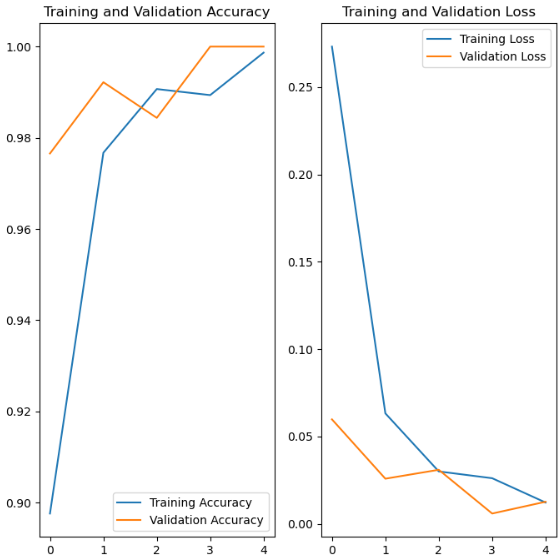 Training and Validation Accuracy
1.00
0.98
0.96
0.94
0.92
0.90
Training Accuracy
Validation Accuracy
0 1 2 3 4
Training and Validation Loss
Training Loss
Validation Loss
0.25
0.20
0.15
0.10
0.05
0.00
0 1 2 3 4